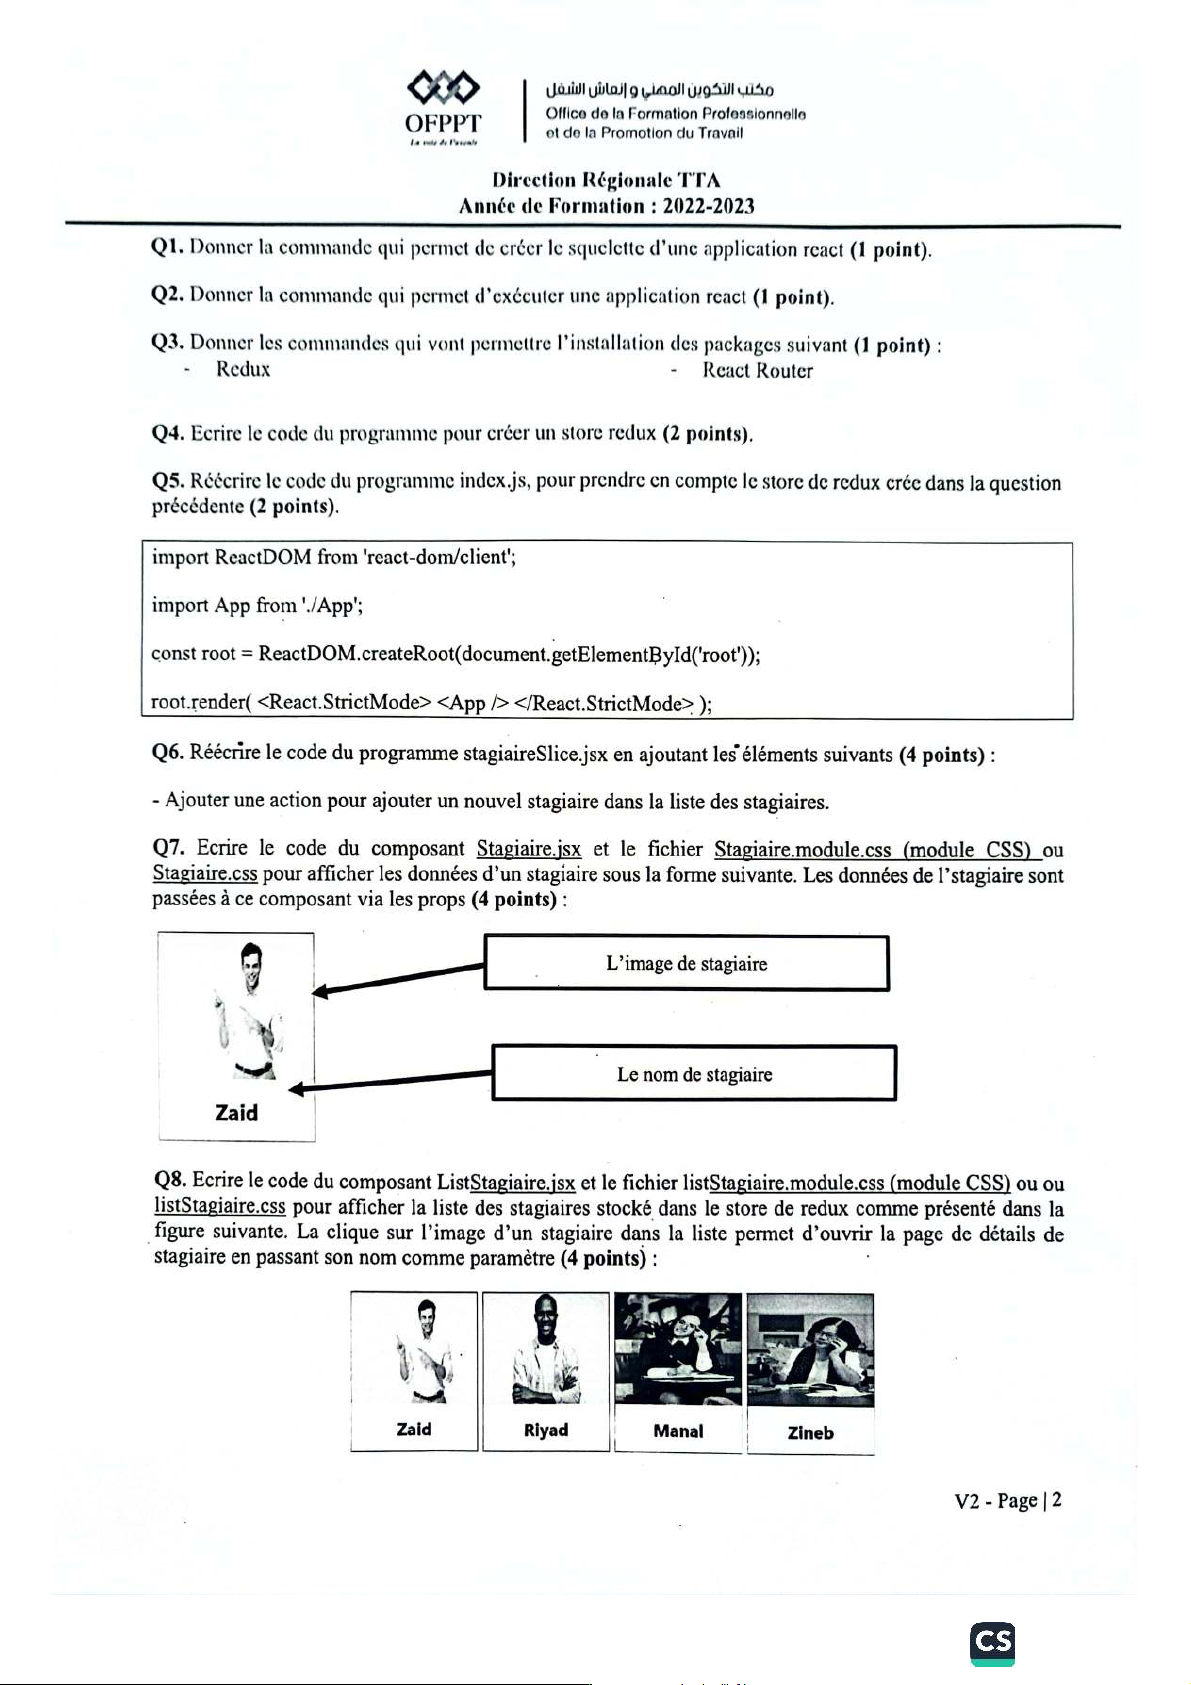 OFPPT
La voie de l'avenir
مكتب التكوين المهني و إنعاش الشغل
Office de la Formation Professionnelle
et de la Promotion du Travail
Direction Régionale TTA
Année de Formation : 2022-2023
Q1. Donner la commande qui permet de créer le squelette d'une application react (1 point).
Q2. Donner la commande qui permet d'exécuter une application react (1 point).
Q3. Donner les commandes qui vont permettre l'installation des packages suivant (1 point) :
- Redux - React Router
Q4. Ecrire le code du programme pour créer un store redux (2 points).
Q5. Réécrire le code du programme index.js, pour prendre en compte le store de redux crée dans la question
précédente (2 points).
import ReactDOM from 'react-dom/client';
import App from './App';
const root = ReactDOM.createRoot(document.getElementById('root'));
root.render( <React.StrictMode> <App /> </React.StrictMode> );
Q6. Réécrire le code du programme stagiaireSlice.jsx en ajoutant les éléments suivants (4 points) :
- Ajouter une action pour ajouter un nouvel stagiaire dans la liste des stagiaires.
Q7. Ecrire le code du composant Stagiaire.jsx et le fichier Stagiaire.module.css (module CSS) ou
Stagiaire.css pour afficher les données d'un stagiaire sous la forme suivante. Les données de l'stagiaire sont
passées à ce composant via les props (4 points) :
L'image de stagiaire
Le nom de stagiaire
Zaid
Q8. Ecrire le code du composant ListStagiaire.jsx et le fichier listStagiaire.module.css (module CSS) ou ou
listStagiaire.css pour afficher la liste des stagiaires stocké dans le store de redux comme présenté dans la
figure suivante. La clique sur l'image d'un stagiaire dans la liste permet d'ouvrir la page de détails de
stagiaire en passant son nom comme paramètre (4 points) :
Zaid Riyad Manal Zineb
V2 - Page | 2
CS